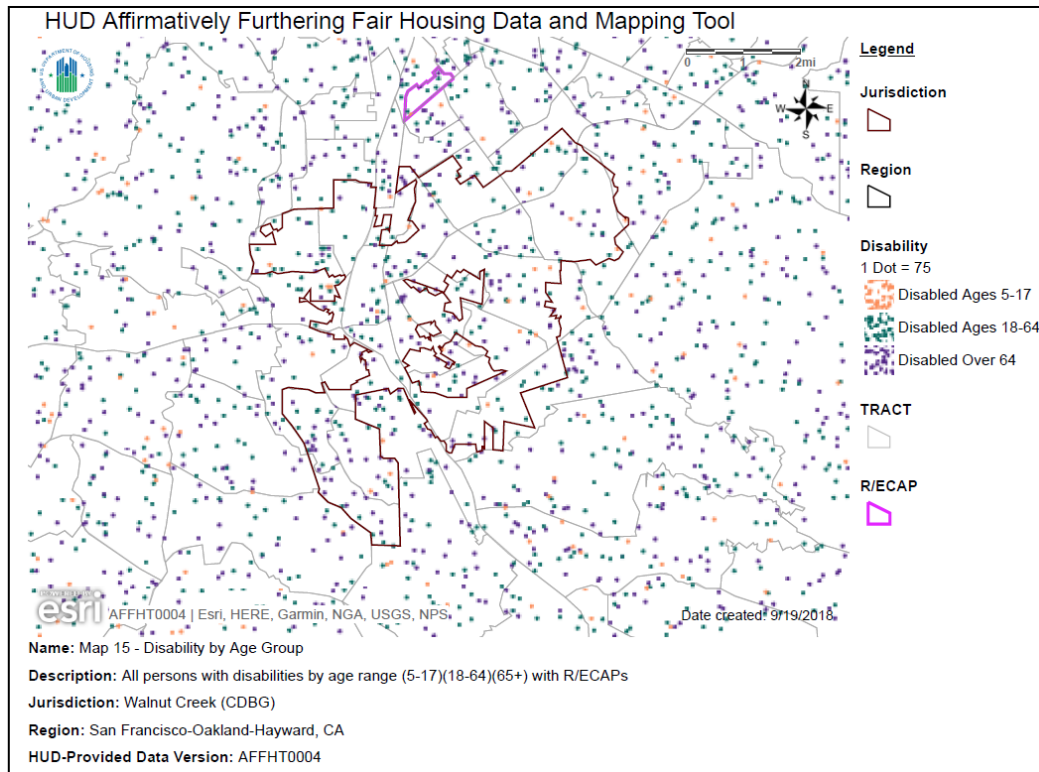 HUD Affirmatively Furthering Fair Housing Data and Mapping Tool
0 1 2mi
N
W E
S
Legend
Jurisdiction
Region
Disability
1 Dot = 75
Disabled Ages 5-17
Disabled Ages 18-64
Disabled Over 64
TRACT
R/ECAP
esri
AFFHT0004 | Esri, HERE, Garmin, NGA, USGS, NPS
Date created: 9/19/2018
Name: Map 15 - Disability by Age Group
Description: All persons with disabilities by age range (5-17)(18-64)(65+) with R/ECAPs
Jurisdiction: Walnut Creek (CDBG)
Region: San Francisco-Oakland-Hayward, CA
HUD-Provided Data Version: AFFHT0004